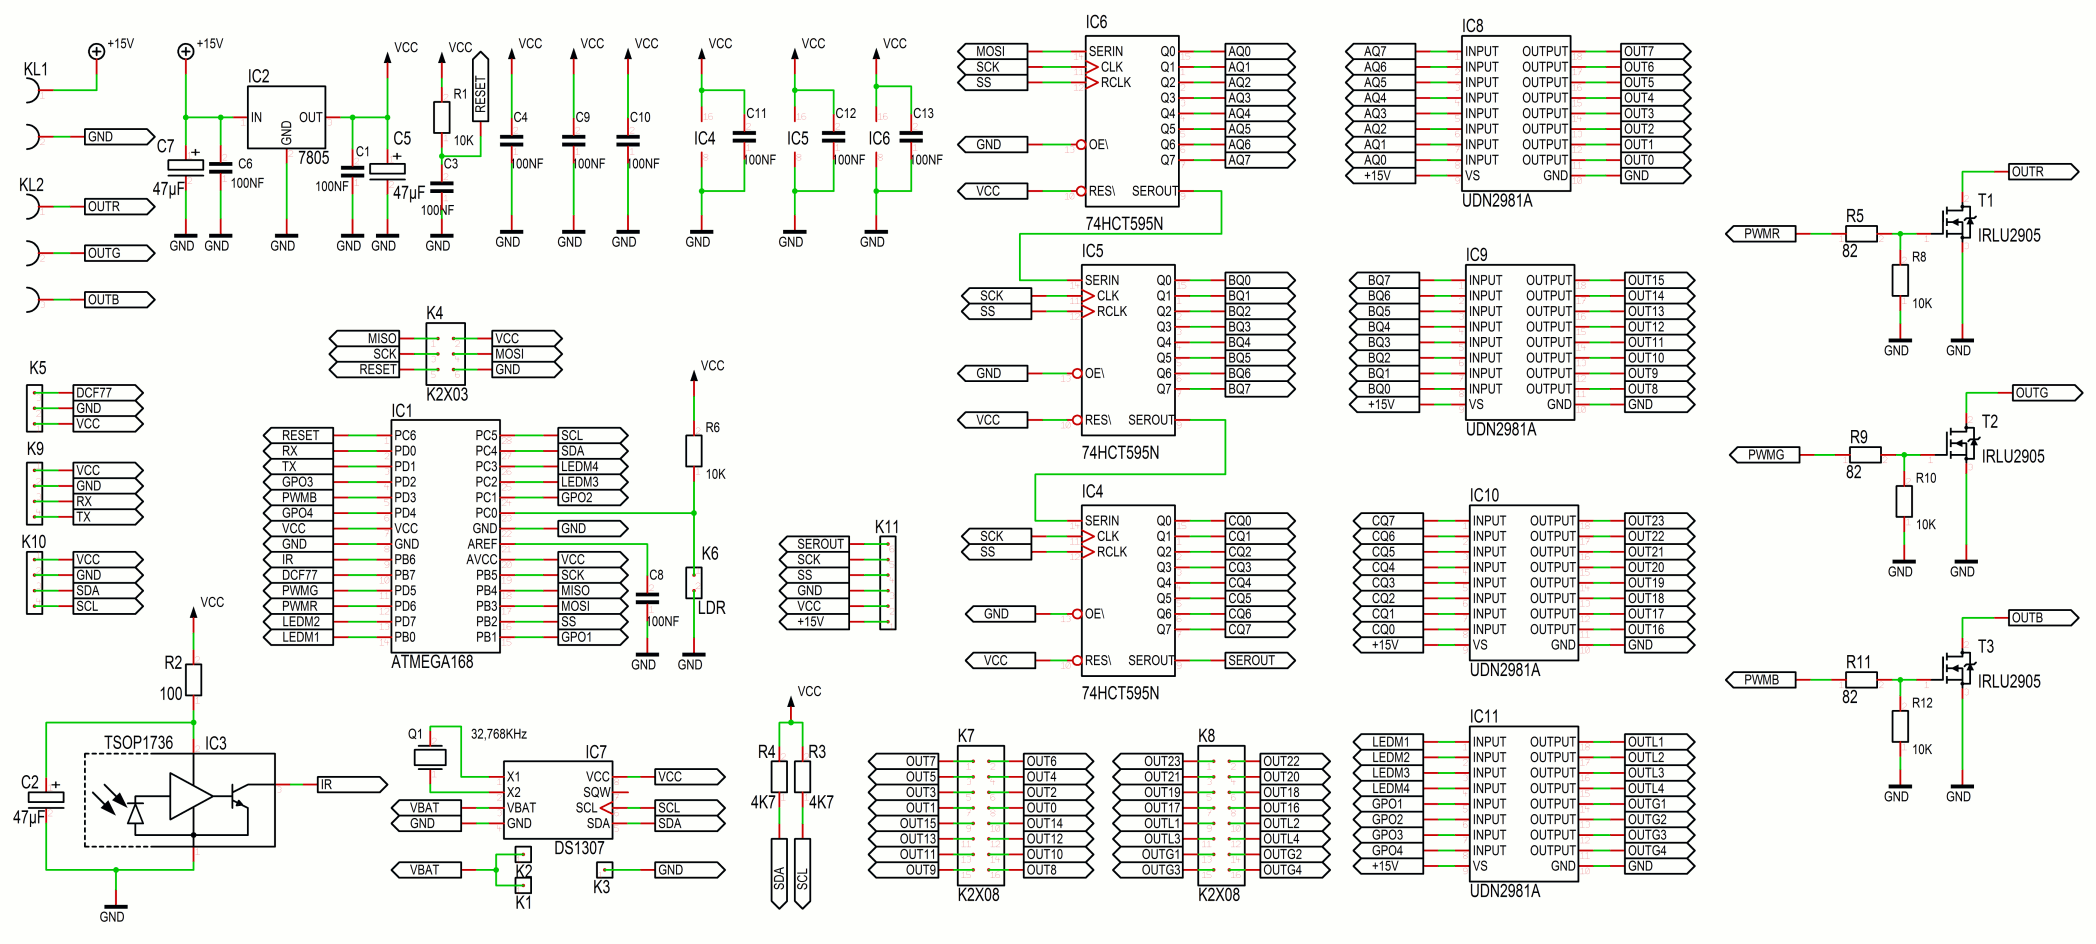 KL1
+15V
GND
KL2
OUTR
OUTG
OUTB
+15V
C7
47µF
GND
C6
100NF
GND
IC2
IN
OUT
GND
7805
GND
C1
100NF
GND
VCC
C5
47µF
GND
VCC
RESET
R1
10K
C3
100NF
GND
VCC
C4
100NF
GND
VCC
C9
100NF
GND
VCC
C10
100NF
GND
VCC
IC4
C11
100NF
GND
VCC
IC5
C12
100NF
GND
VCC
IC6
C13
100NF
GND
K4
MISO VCC
SCK MOSI
RESET GND
K2X03
K5
DCF77
GND
VCC
K9
VCC
GND
RX
TX
K10
VCC
GND
SDA
SCL
IC1
RESET PC6 PC5 SCL
RX PD0 PC4 SDA
TX PD1 PC3 LEDM4
GPO3 PD2 PC2 LEDM3
PWMB PD3 PC1 GPO2
GPO4 PD4 PC0
VCC VCC GND GND
GND GND AREF
IR PB6 AVCC VCC
DCF77 PB7 PB5 SCK
PWMG PD5 PB4 MISO
PWMR PD6 PB3 MOSI
LEDM2 PD7 PB2 SS
LEDM1 PB0 PB1 GPO1
ATMEGA168
VCC
R6
10K
K6
LDR
GND
C8
100NF
GND
VCC
R2
100
TSOP1736 IC3
C2
47µF
IR
GND
Q1
32,768KHz
IC7
X1 VCC VCC
X2 SQW
VBAT VBAT SCL SCL
GND GND SDA SDA
DS1307
VBAT
K2
K1
K3
GND
VCC
R4
4K7
R3
4K7
SDA
SCL
K11
SEROUT
SCK
SS
GND
VCC
+15V
IC6
MOSI SERIN Q0 AQ0
SCK CLK Q1 AQ1
SS RCLK Q2 AQ2
Q3 AQ3
Q4 AQ4
Q5 AQ5
GND OE\ Q6 AQ6
Q7 AQ7
VCC RES\ SEROUT
74HCT595N
IC5
SERIN Q0 BQ0
SCK CLK Q1 BQ1
SS RCLK Q2 BQ2
Q3 BQ3
Q4 BQ4
Q5 BQ5
GND OE\ Q6 BQ6
Q7 BQ7
VCC RES\ SEROUT
74HCT595N
IC4
SERIN Q0 CQ0
SCK CLK Q1 CQ1
SS RCLK Q2 CQ2
Q3 CQ3
Q4 CQ4
Q5 CQ5
GND OE\ Q6 CQ6
Q7 CQ7
VCC RES\ SEROUT SEROUT
74HCT595N
K7
OUT7 OUT6
OUT5 OUT4
OUT3 OUT2
OUT1 OUT0
OUT15 OUT14
OUT13 OUT12
OUT11 OUT10
OUT9 OUT8
K2X08
K8
OUT23 OUT22
OUT21 OUT20
OUT19 OUT18
OUT17 OUT16
OUTL1 OUTL2
OUTL3 OUTL4
OUTG1 OUTG2
OUTG3 OUTG4
K2X08
IC8
AQ7 INPUT OUTPUT OUT7
AQ6 INPUT OUTPUT OUT6
AQ5 INPUT OUTPUT OUT5
AQ4 INPUT OUTPUT OUT4
AQ3 INPUT OUTPUT OUT3
AQ2 INPUT OUTPUT OUT2
AQ1 INPUT OUTPUT OUT1
AQ0 INPUT OUTPUT OUT0
+15V VS GND GND
UDN2981A
IC9
BQ7 INPUT OUTPUT OUT15
BQ6 INPUT OUTPUT OUT14
BQ5 INPUT OUTPUT OUT13
BQ4 INPUT OUTPUT OUT12
BQ3 INPUT OUTPUT OUT11
BQ2 INPUT OUTPUT OUT10
BQ1 INPUT OUTPUT OUT9
BQ0 INPUT OUTPUT OUT8
+15V VS GND GND
UDN2981A
IC10
CQ7 INPUT OUTPUT OUT23
CQ6 INPUT OUTPUT OUT22
CQ5 INPUT OUTPUT OUT21
CQ4 INPUT OUTPUT OUT20
CQ3 INPUT OUTPUT OUT19
CQ2 INPUT OUTPUT OUT18
CQ1 INPUT OUTPUT OUT17
CQ0 INPUT OUTPUT OUT16
+15V VS GND GND
UDN2981A
IC11
LEDM1 INPUT OUTPUT OUTL1
LEDM2 INPUT OUTPUT OUTL2
LEDM3 INPUT OUTPUT OUTL3
LEDM4 INPUT OUTPUT OUTL4
GPO1 INPUT OUTPUT OUTG1
GPO2 INPUT OUTPUT OUTG2
GPO3 INPUT OUTPUT OUTG3
GPO4 INPUT OUTPUT OUTG4
+15V VS GND GND
UDN2981A
OUTR
T1
PWMR
R5
82
IRLU2905
R8
10K
GND
GND
OUTG
T2
PWMG
R9
82
IRLU2905
R10
10K
GND
GND
OUTB
T3
PWMB
R11
82
IRLU2905
R12
10K
GND
GND